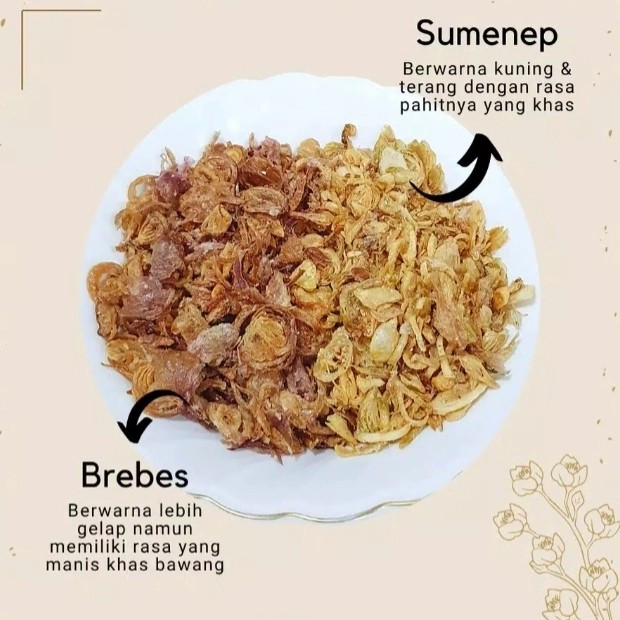 Sumenep
Berwarna kuning &
terang dengan rasa
pahitnya yang khas
Brebes
Berwarna lebih
gelap namun
memiliki rasa yang
manis khas bawang